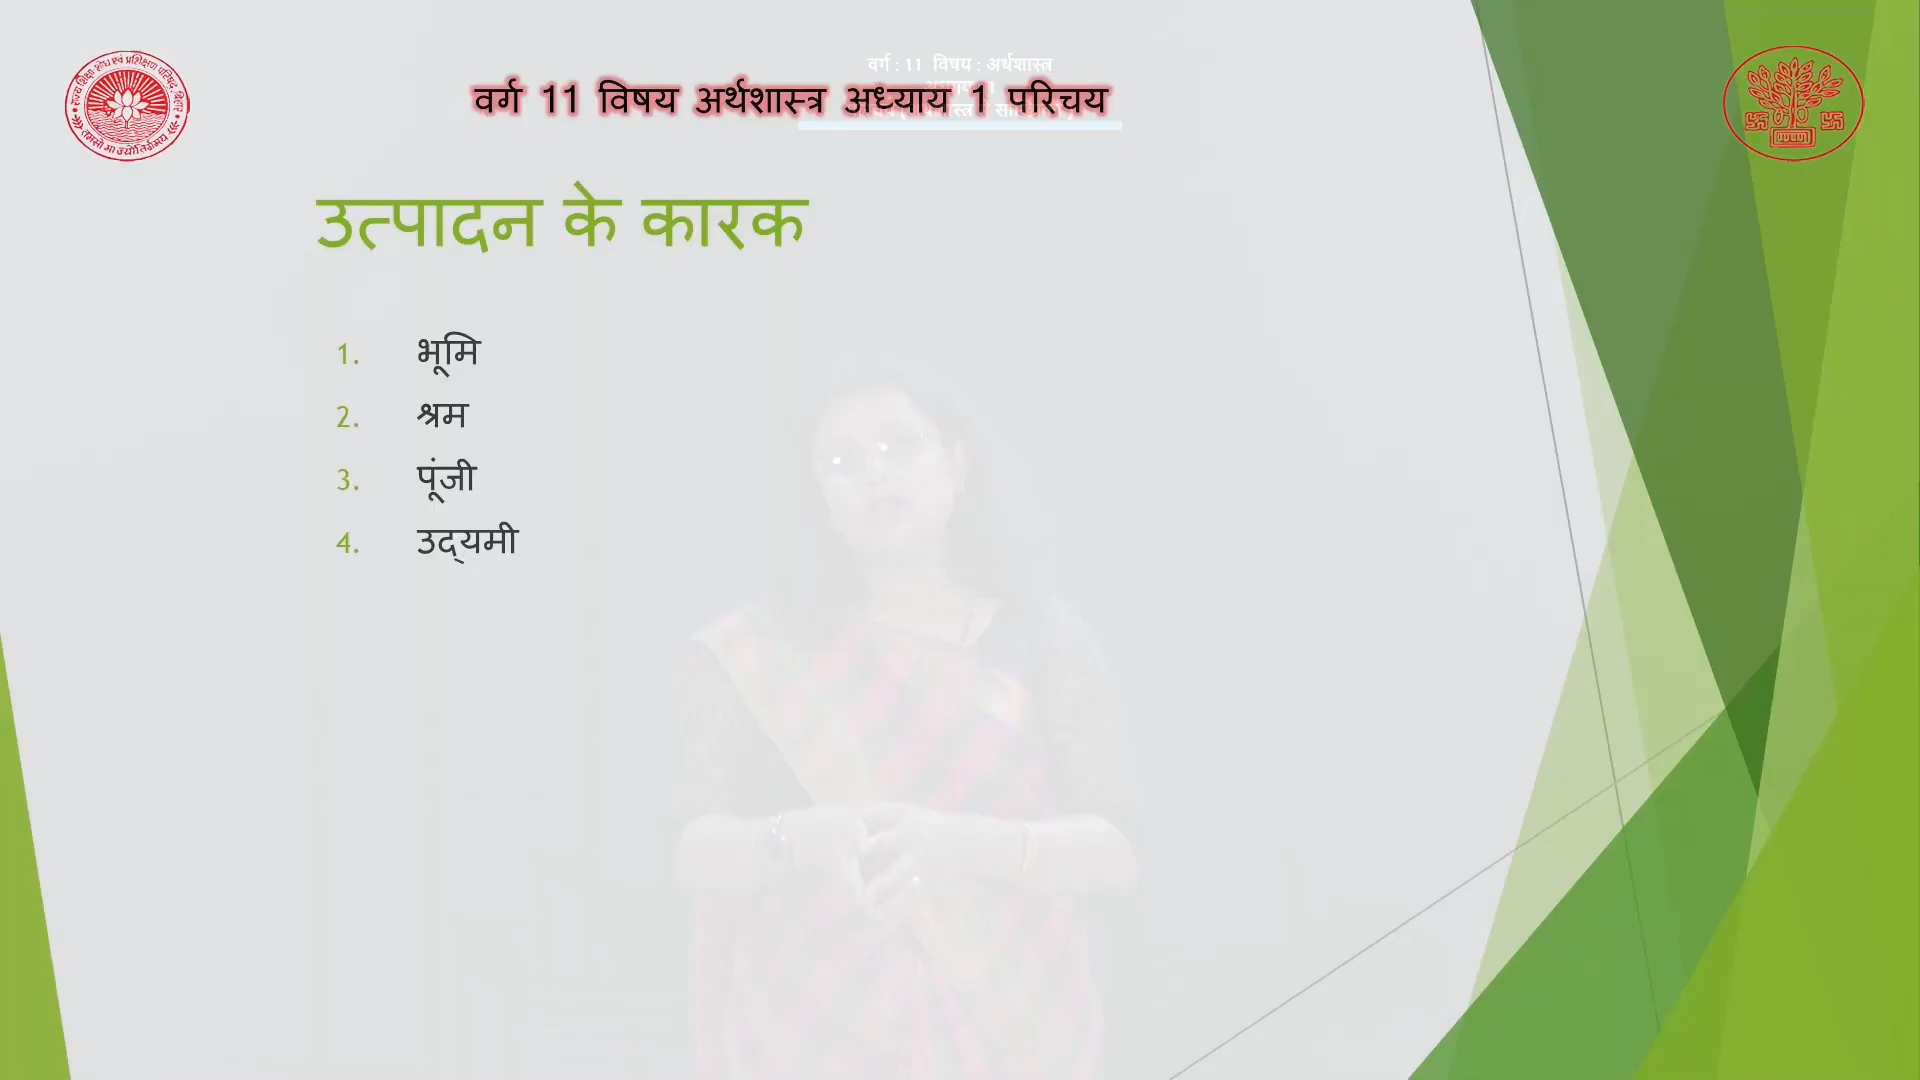 वर्ग : 11 विषय : अर्थशास्त्र
वर्ग 11 विषय अर्थशास्त्र अध्याय 1 परिचय
उत्पादन के कारक
1. भूमि
2. श्रम
3. पूंजी
4. उद्यमी